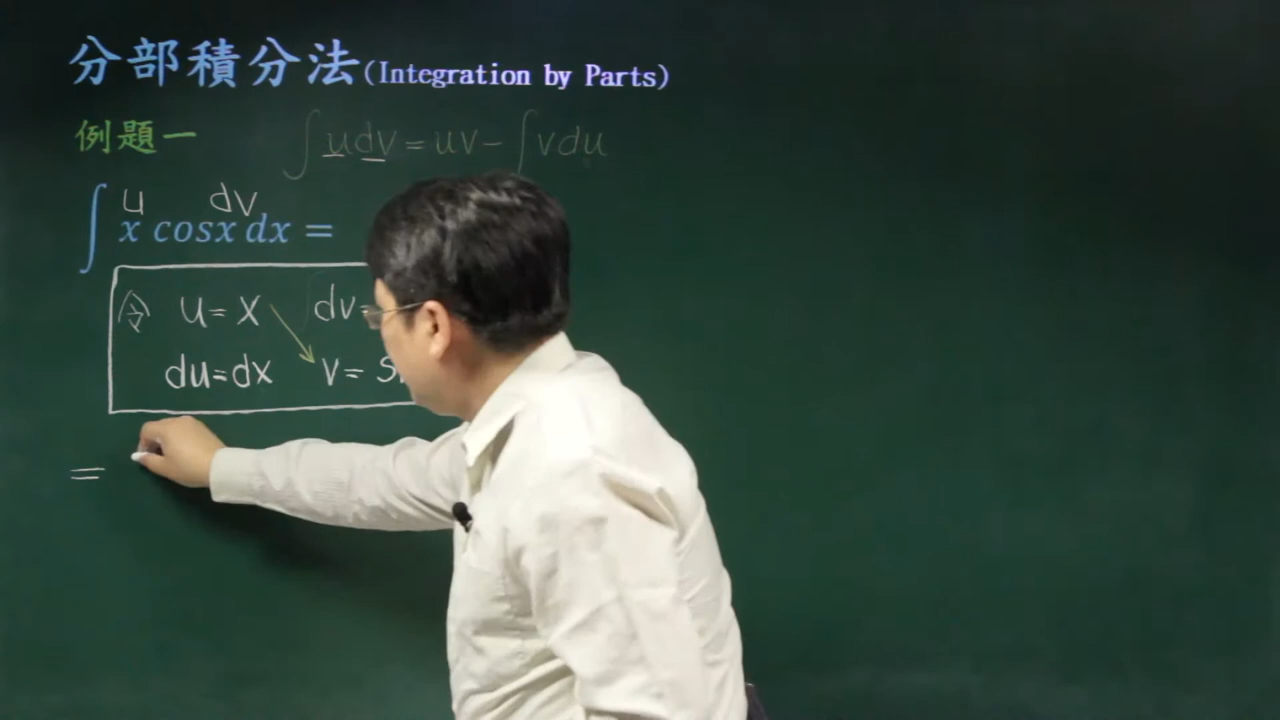 分部積分法(Integration by Parts)
例題一 ∫udv=uv-∫vdu
u dv
∫x cosx dx =
令 u=x dv=
du=dx v=
=